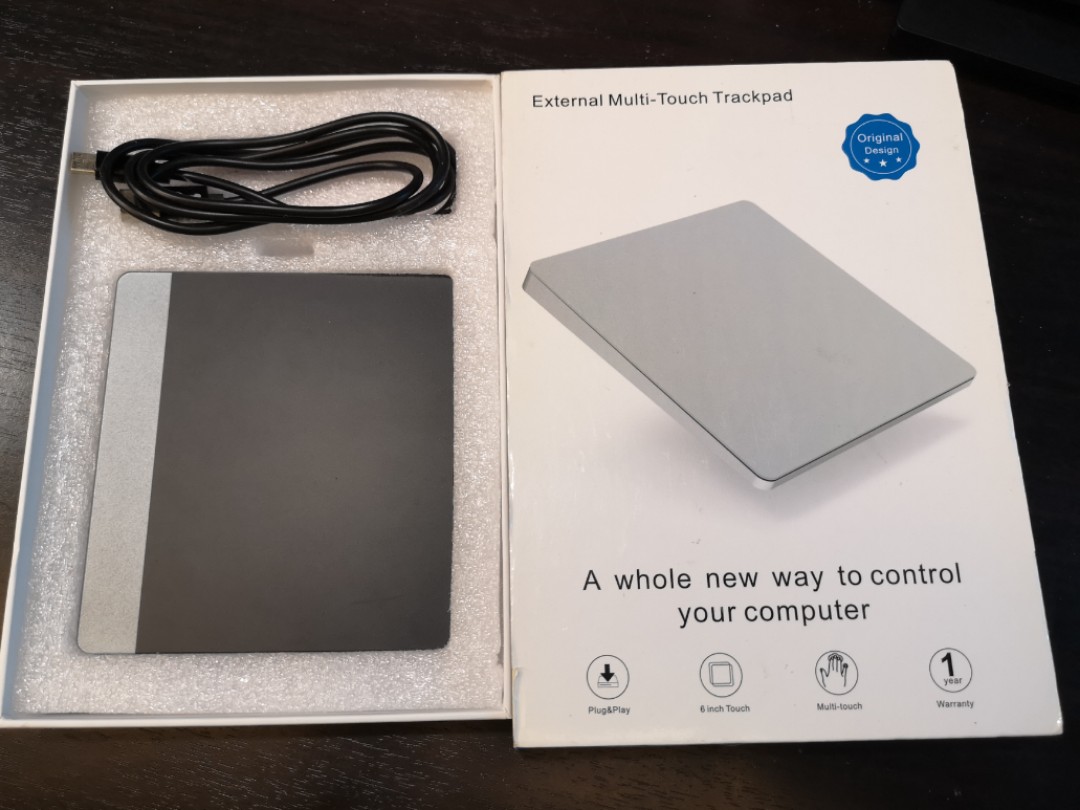 External Multi-Touch Trackpad
Original
Design
A whole new way to control
your computer
1
year
Plug&Play
6 inch Touch
Multi-touch
Warranty